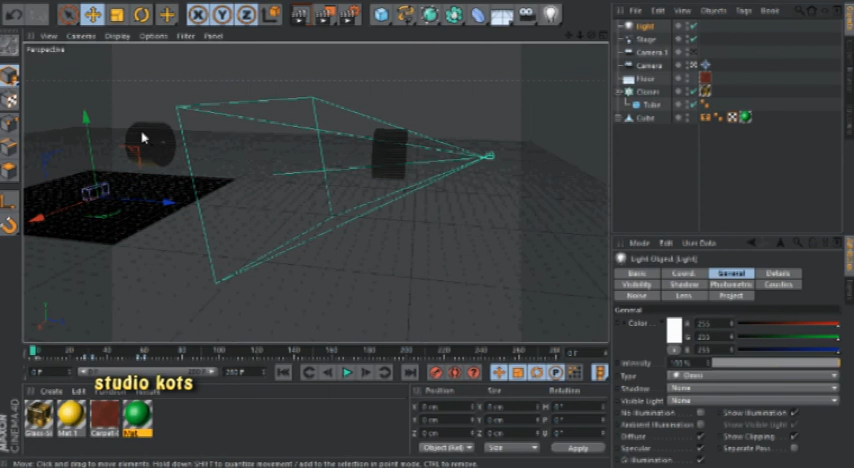 View Cameras Display Options Filter Panel
Perspective
File Edit View Objects Tags Book
Light
Stage
Camera 1
Camera
Floor
Cloner
Tube
Cube
Mode Edit User Data
Light Object [Light]
Basic Coord. General Details
Visibility Shadow Photometric Caustics
Noise Lens Project
General
Color R 255
G 255
B 255
Intensity 100 %
Type
Shadow None
Visible Light None
No Illumination Show Illumination
Ambient Illumination Show Visible Light
Diffuse Show Clipping
Specular Separate Pass
GI Illumination
0 20 40 60 80 100 120 140 160 180 200 220 240 0 F
0 F 250 F
studio kots
Create Edit
Mat.1 Carpet Mat
Position Size Rotation
X 0 cm X 0 cm H 0°
Y 0 cm Y 0 cm P 0°
Z 0 cm Z 0 cm B 0°
Object (Rel) Size Apply
MAXON
CINEMA 4D
Move: Click and drag to move elements. Hold down SHIFT to quantize movement / add to the selection in point mode, CTRL to remove.